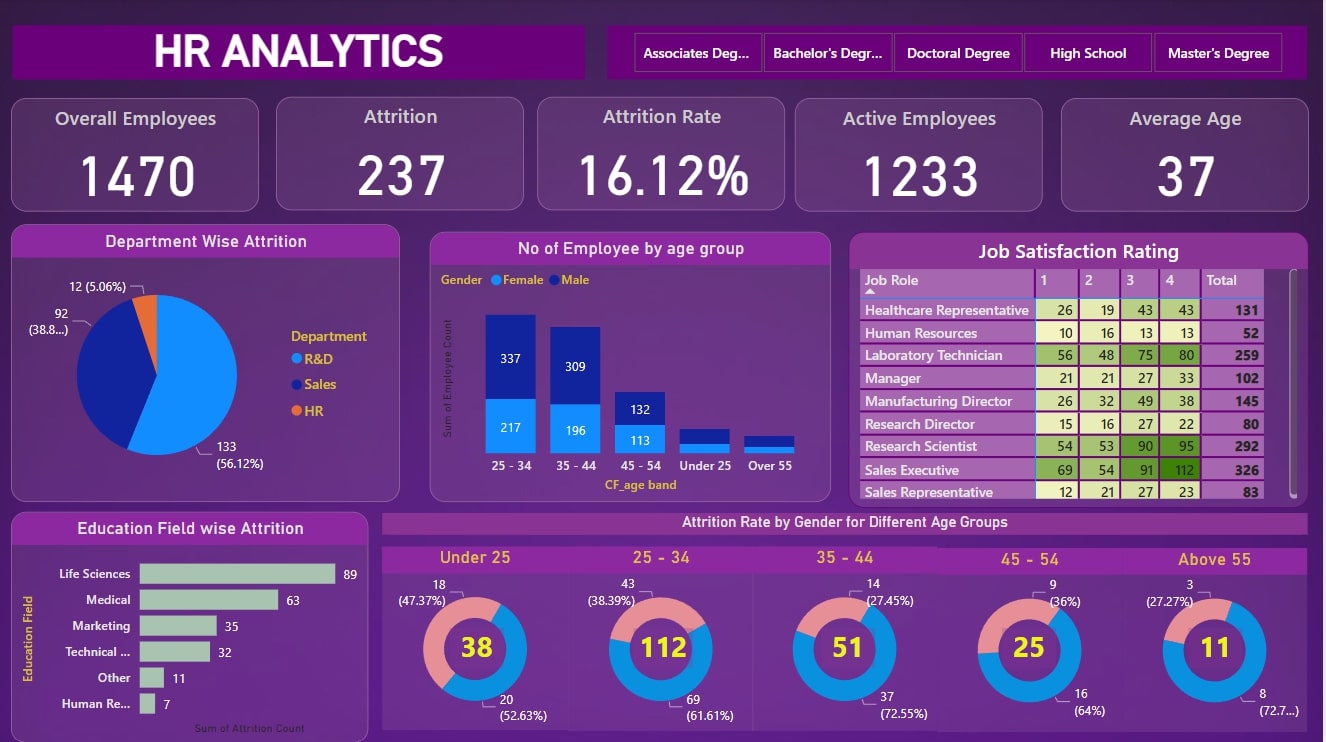 HR ANALYTICS
Associates Deg...
Bachelor's Degr...
Doctoral Degree
High School
Master's Degree
Overall Employees
1470
Attrition
237
Attrition Rate
16.12%
Active Employees
1233
Average Age
37
Department Wise Attrition
12 (5.06%)
92
(38.8...)
133
(56.12%)
Department
R&D
Sales
HR
No of Employee by age group
Gender Female Male
Sum of Employee Count
337 309 132
217 196 113
25 - 34 35 - 44 45 - 54 Under 25 Over 55
CF_age band
Job Satisfaction Rating
Job Role 1 2 3 4 Total
Healthcare Representative 26 19 43 43 131
Human Resources 10 16 13 13 52
Laboratory Technician 56 48 75 80 259
Manager 21 21 27 33 102
Manufacturing Director 26 32 49 38 145
Research Director 15 16 27 22 80
Research Scientist 54 53 90 95 292
Sales Executive 69 54 91 112 326
Sales Representative 12 21 27 23 83
Education Field wise Attrition
Education Field
Life Sciences 89
Medical 63
Marketing 35
Technical ... 32
Other 11
Human Re... 7
Sum of Attrition Count
Attrition Rate by Gender for Different Age Groups
Under 25
18
(47.37%)
38
20
(52.63%)
25 - 34
43
(38.39%)
112
69
(61.61%)
35 - 44
14
(27.45%)
51
37
(72.55%)
45 - 54
9
(36%)
25
16
(64%)
Above 55
3
(27.27%)
11
8
(72.7...)